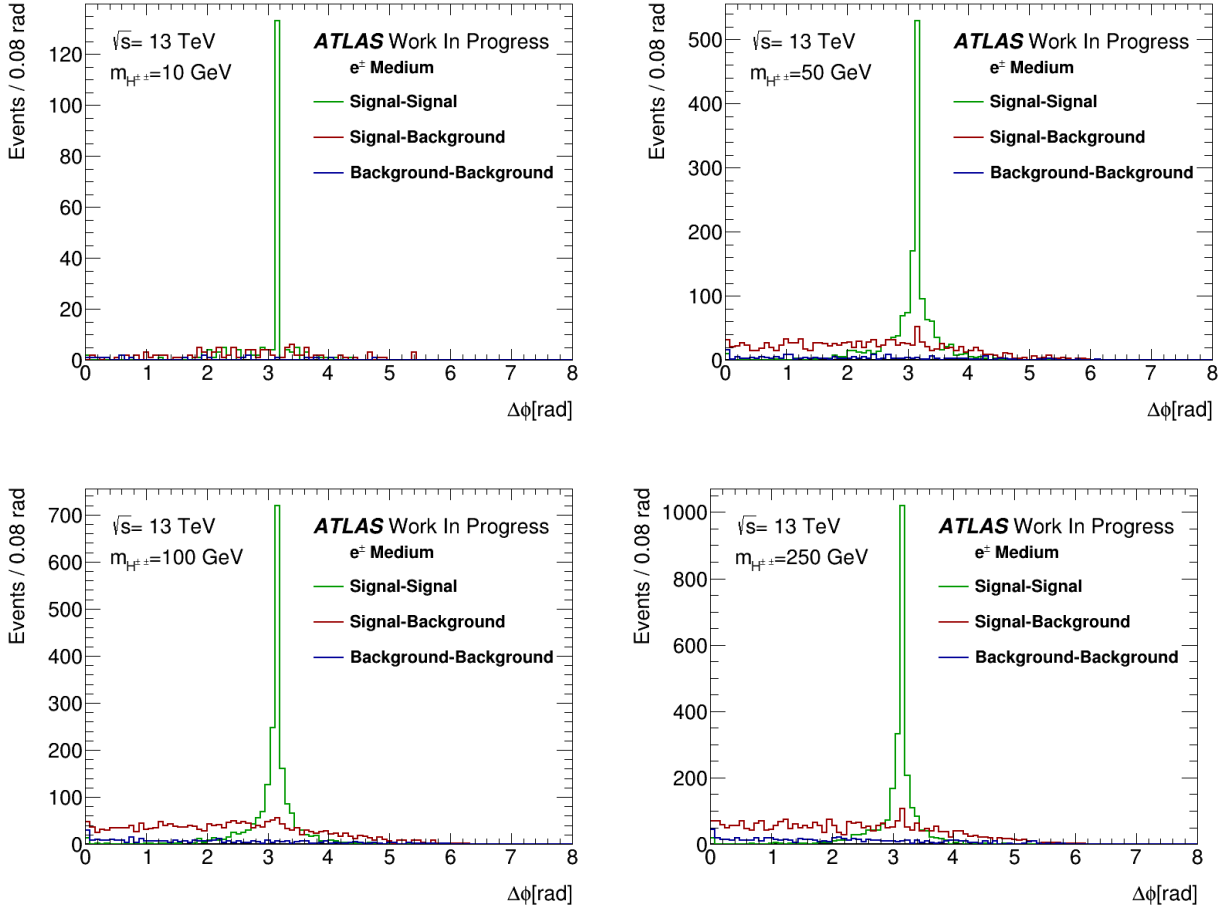 Events / 0.08 rad
√s= 13 TeV
m_H±±=10 GeV
ATLAS Work In Progress
e± Medium
Signal-Signal
Signal-Background
Background-Background
120
100
80
60
40
20
0
0 1 2 3 4 5 6 7 8
Δϕ[rad]
Events / 0.08 rad
√s= 13 TeV
m_H±±=50 GeV
ATLAS Work In Progress
e± Medium
Signal-Signal
Signal-Background
Background-Background
500
400
300
200
100
0
0 1 2 3 4 5 6 7 8
Δϕ[rad]
Events / 0.08 rad
√s= 13 TeV
m_H±±=100 GeV
ATLAS Work In Progress
e± Medium
Signal-Signal
Signal-Background
Background-Background
700
600
500
400
300
200
100
0
0 1 2 3 4 5 6 7 8
Δϕ[rad]
Events / 0.08 rad
√s= 13 TeV
m_H±±=250 GeV
ATLAS Work In Progress
e± Medium
Signal-Signal
Signal-Background
Background-Background
1000
800
600
400
200
0
0 1 2 3 4 5 6 7 8
Δϕ[rad]